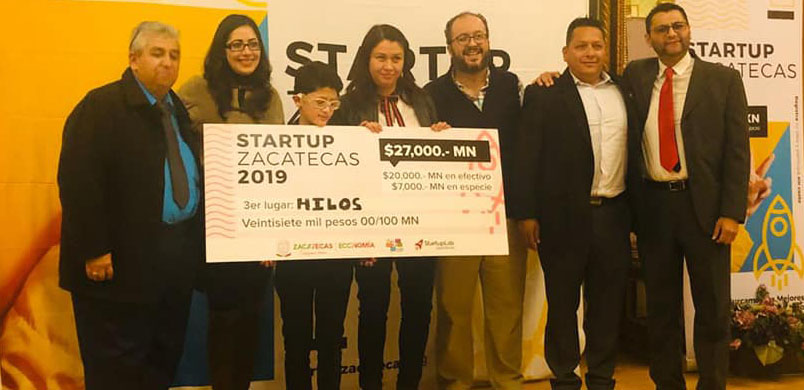 STARTUP
STARTUP
ZACATECAS
STARTUP
ZACATECAS
2019
$27,000.- MN
$20,000.- MN en efectivo
$7,000.- MN en especie
3er lugar: HILOS
Veintisiete mil pesos 00/100 MN
ZACATECAS
ECONOMÍA
StartupLab